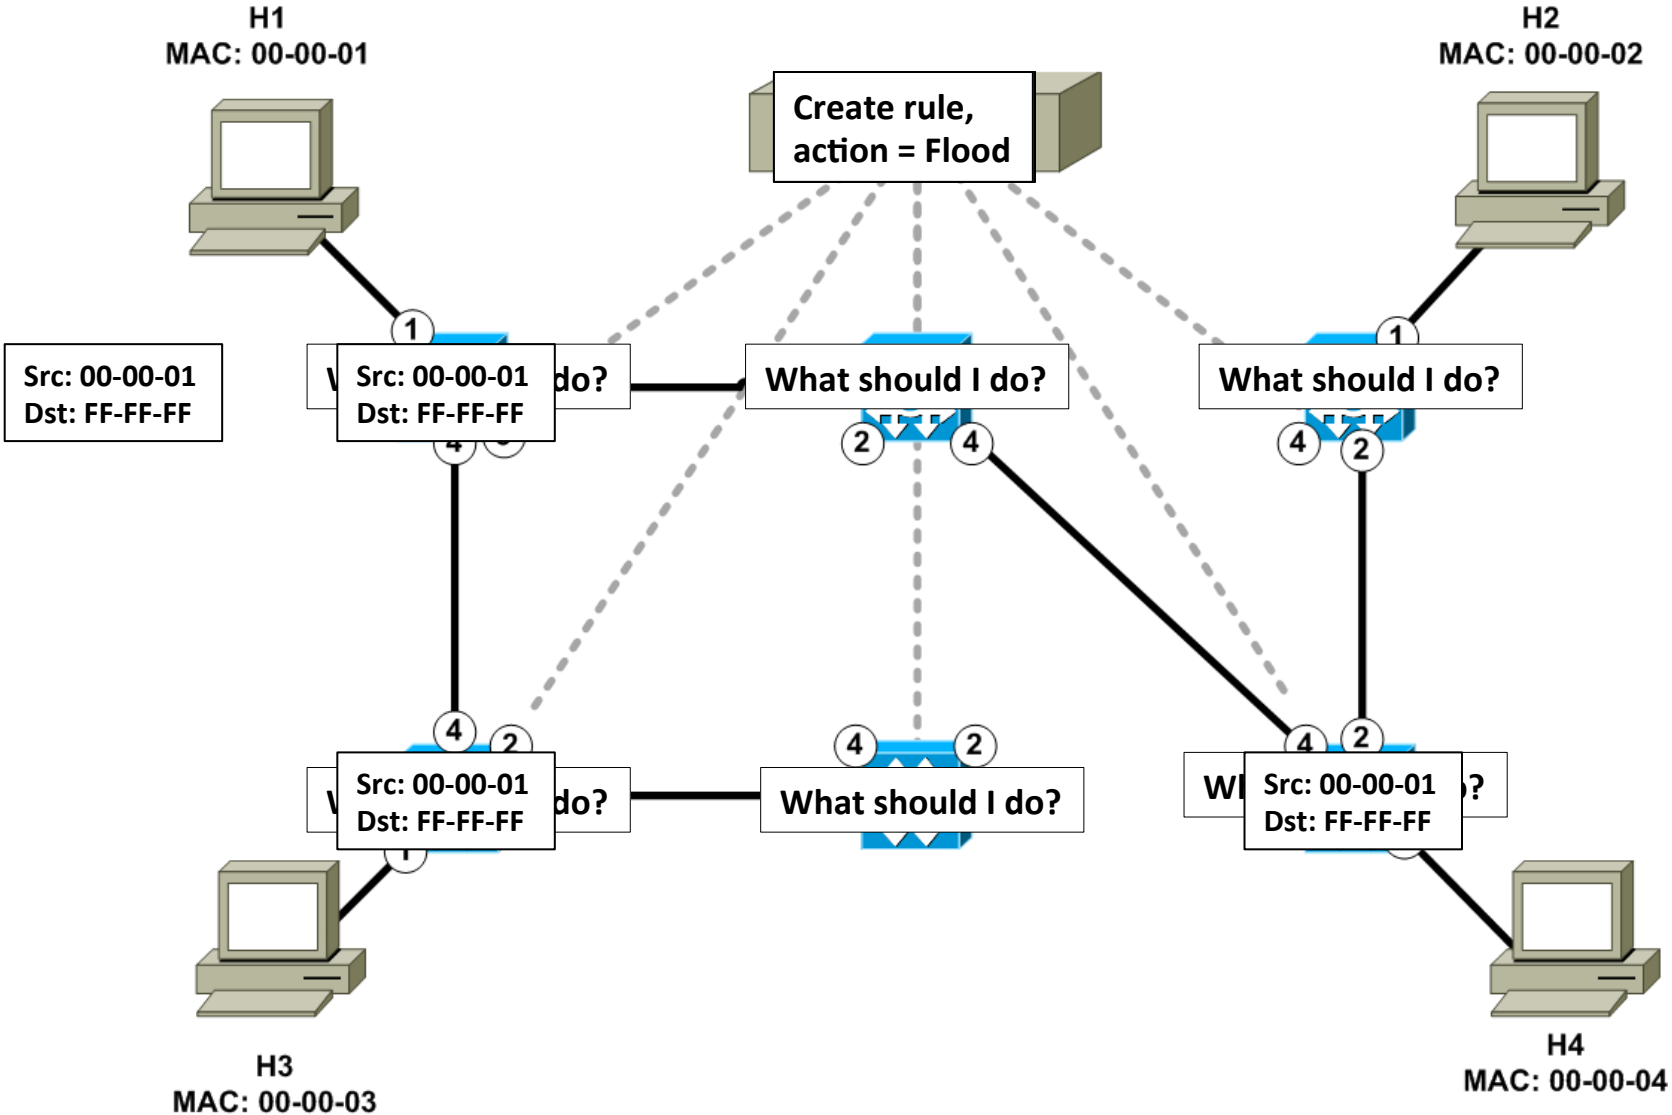 H1
MAC: 00-00-01
H2
MAC: 00-00-02
Create rule,
action = Flood
1
1
Src: 00-00-01
Dst: FF-FF-FF
Src: 00-00-01
Dst: FF-FF-FF
do?
What should I do?
What should I do?
4
2
4
4
2
4
2
4
2
4
2
Src: 00-00-01
Dst: FF-FF-FF
do?
What should I do?
Src: 00-00-01
Dst: FF-FF-FF
?
1
H3
MAC: 00-00-03
H4
MAC: 00-00-04